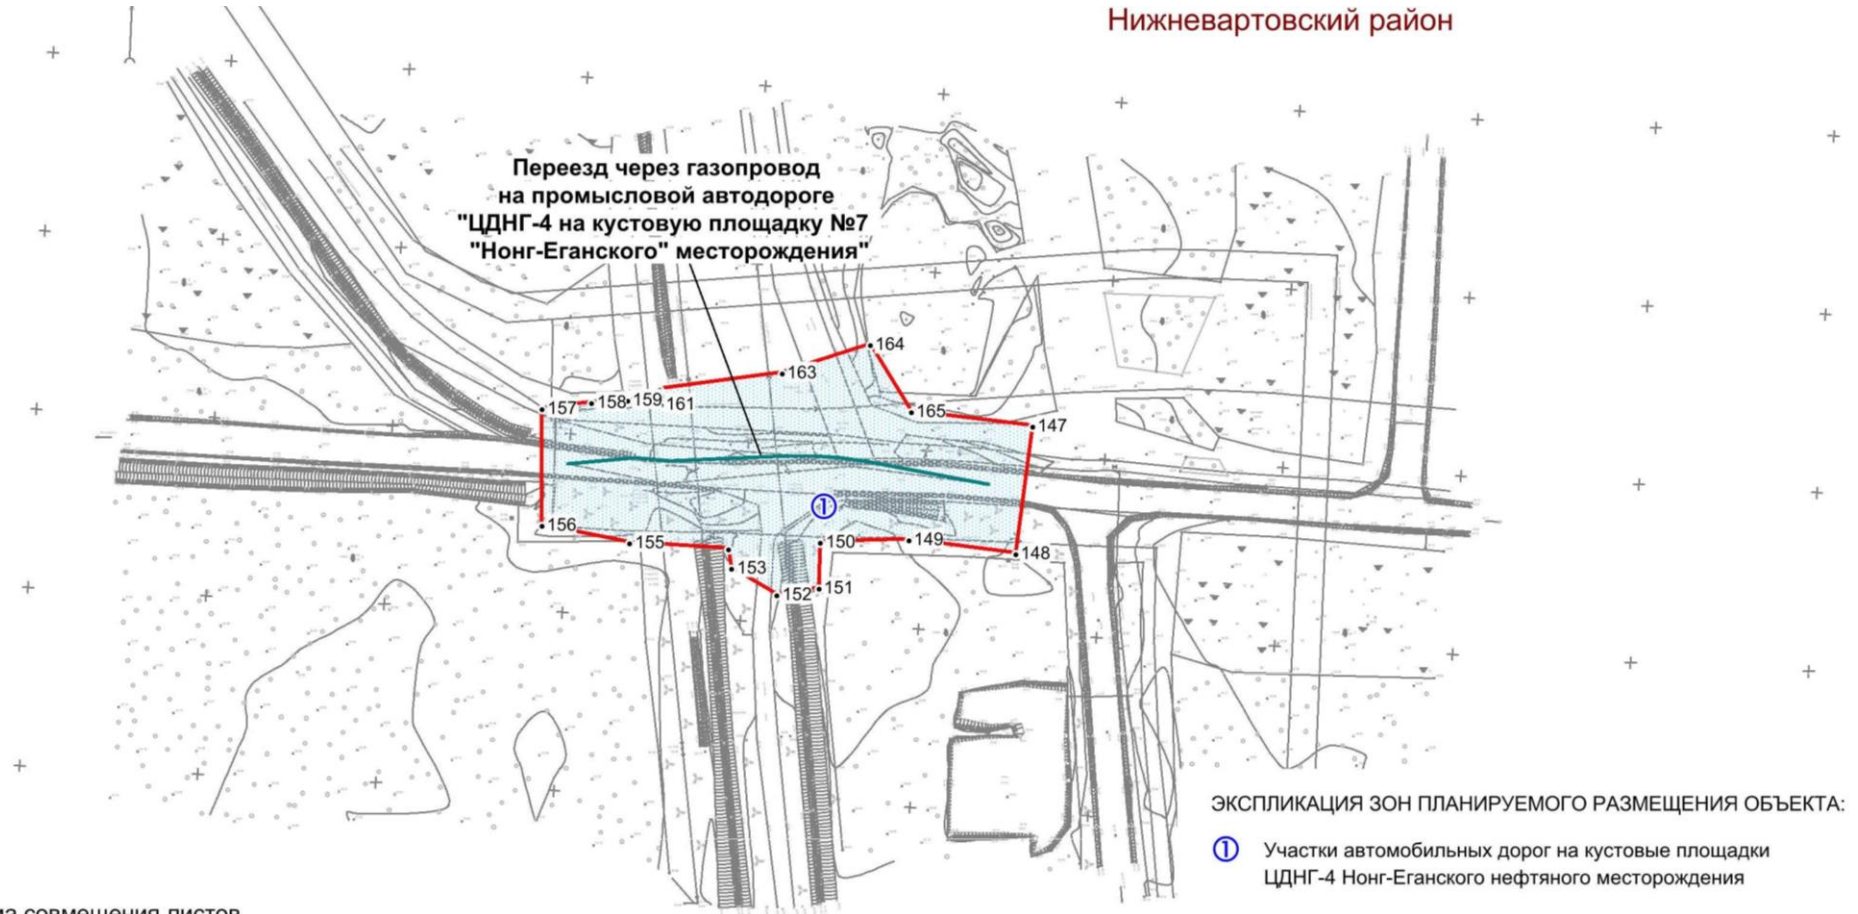 Нижневартовский район
Переезд через газопровод
на промысловой автодороге
"ЦДНГ-4 на кустовую площадку №7
"Нонг-Еганского" месторождения"
164
163
157
158
159
161
165
147
1
156
155
150
149
148
153
152
151
ЭКСПЛИКАЦИЯ ЗОН ПЛАНИРУЕМОГО РАЗМЕЩЕНИЯ ОБЪЕКТА:
1 Участки автомобильных дорог на кустовые площадки
ЦДНГ-4 Нонг-Еганского нефтяного месторождения
совмещения листов